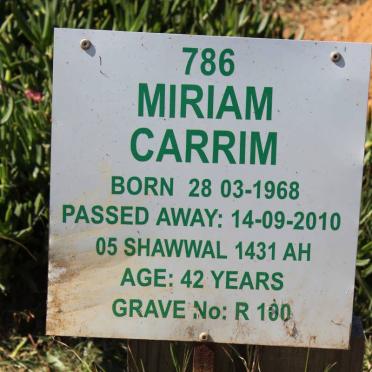 786
MIRIAM
CARRIM
BORN 28 03-1968
PASSED AWAY: 14-09-2010
05 SHAWWAL 1431 AH
AGE: 42 YEARS
GRAVE No: R 190